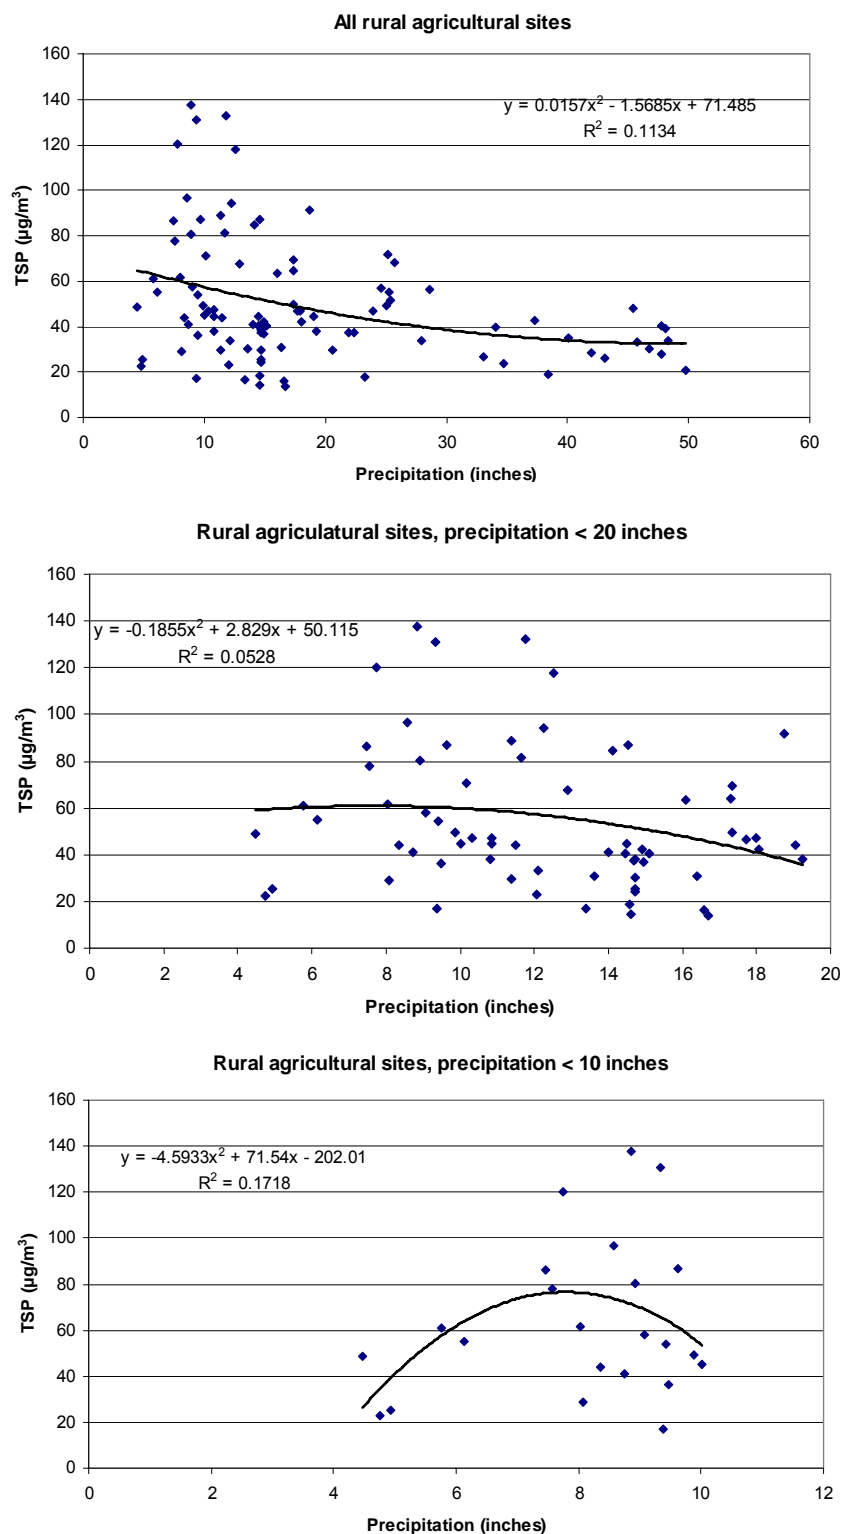 All rural agricultural sites
160
140
120
100
80
60
40
20
0
TSP (µg/m³)
y = 0.0157x² - 1.5685x + 71.485
R² = 0.1134
0 10 20 30 40 50 60
Precipitation (inches)
Rural agriculatural sites, precipitation < 20 inches
160
140
120
100
80
60
40
20
0
TSP (µg/m³)
y = -0.1855x² + 2.829x + 50.115
R² = 0.0528
0 2 4 6 8 10 12 14 16 18 20
Precipitation (inches)
Rural agricultural sites, precipitation < 10 inches
160
140
120
100
80
60
40
20
0
TSP (µg/m³)
y = -4.5933x² + 71.54x - 202.01
R² = 0.1718
0 2 4 6 8 10 12
Precipitation (inches)